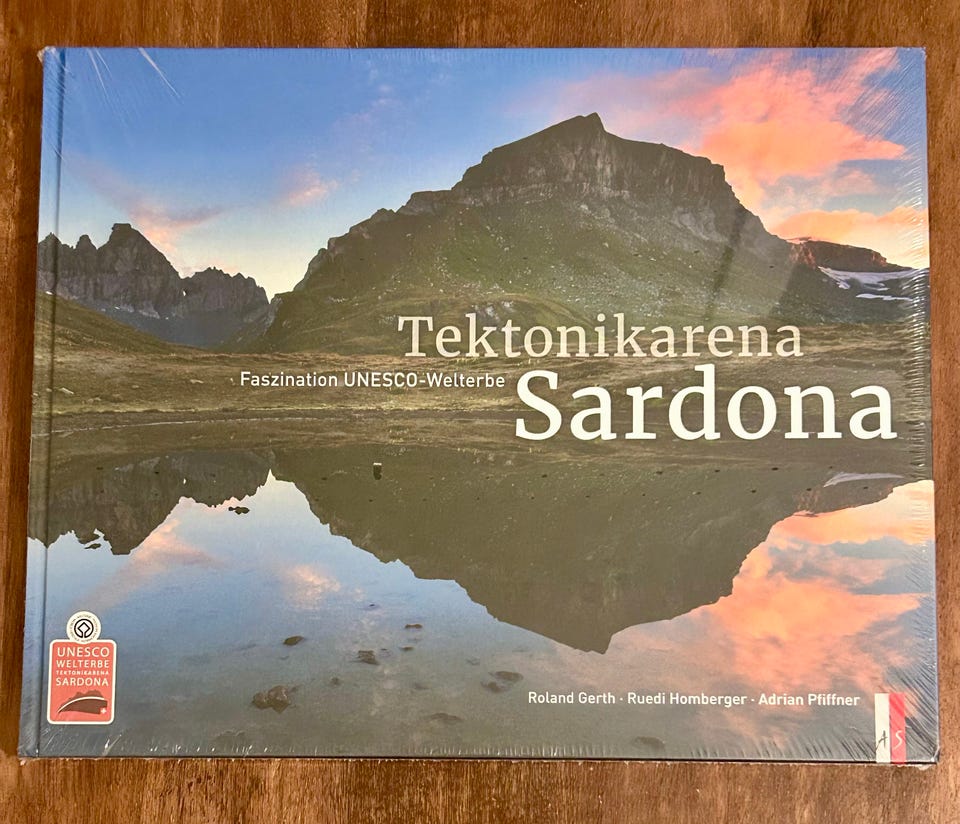 Tektonikarena
Faszination UNESCO-Welterbe
Sardona
UNESCO
WELTERBE
TEKTONIKARENA
SARDONA
Roland Gerth · Ruedi Homberger · Adrian Pfiffner
AS